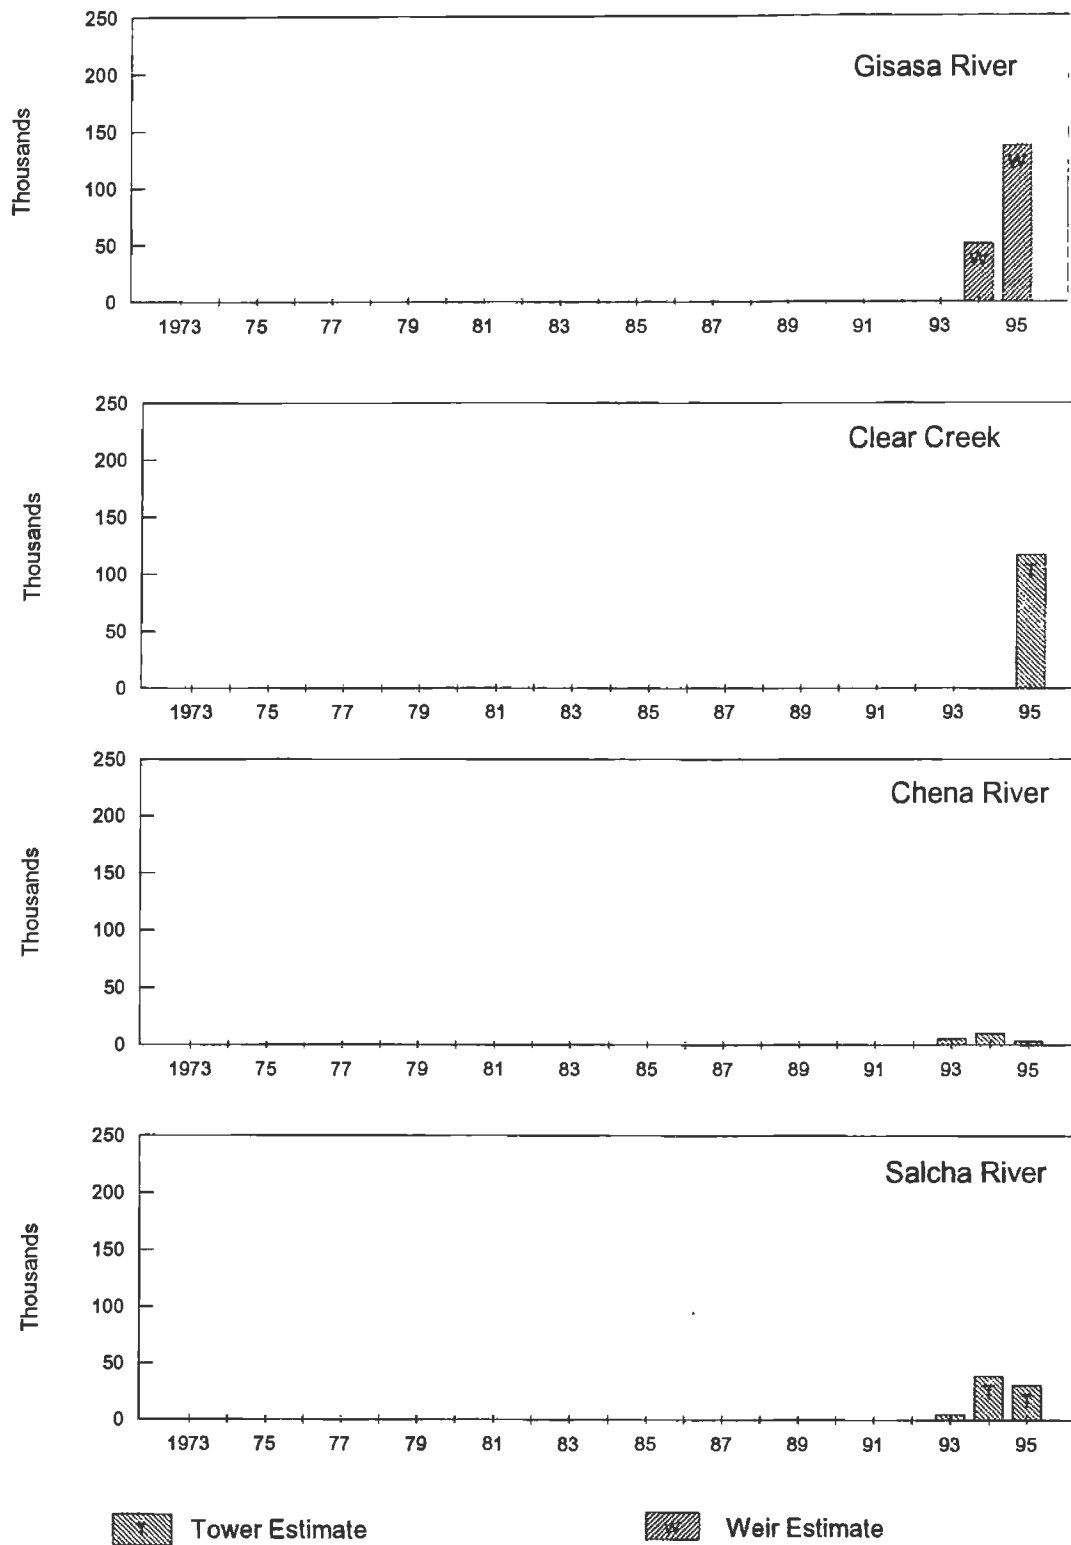 250
Gisasa River
200
150
Thousands
100
W
50
W
0
1973 75 77 79 81 83 85 87 89 91 93 95
250
Clear Creek
200
150
Thousands
100
T
50
0
1973 75 77 79 81 83 85 87 89 91 93 95
250
Chena River
200
150
Thousands
100
50
0
1973 75 77 79 81 83 85 87 89 91 93 95
250
Salcha River
200
150
Thousands
100
50
T T
0
1973 75 77 79 81 83 85 87 89 91 93 95
T Tower Estimate W Weir Estimate